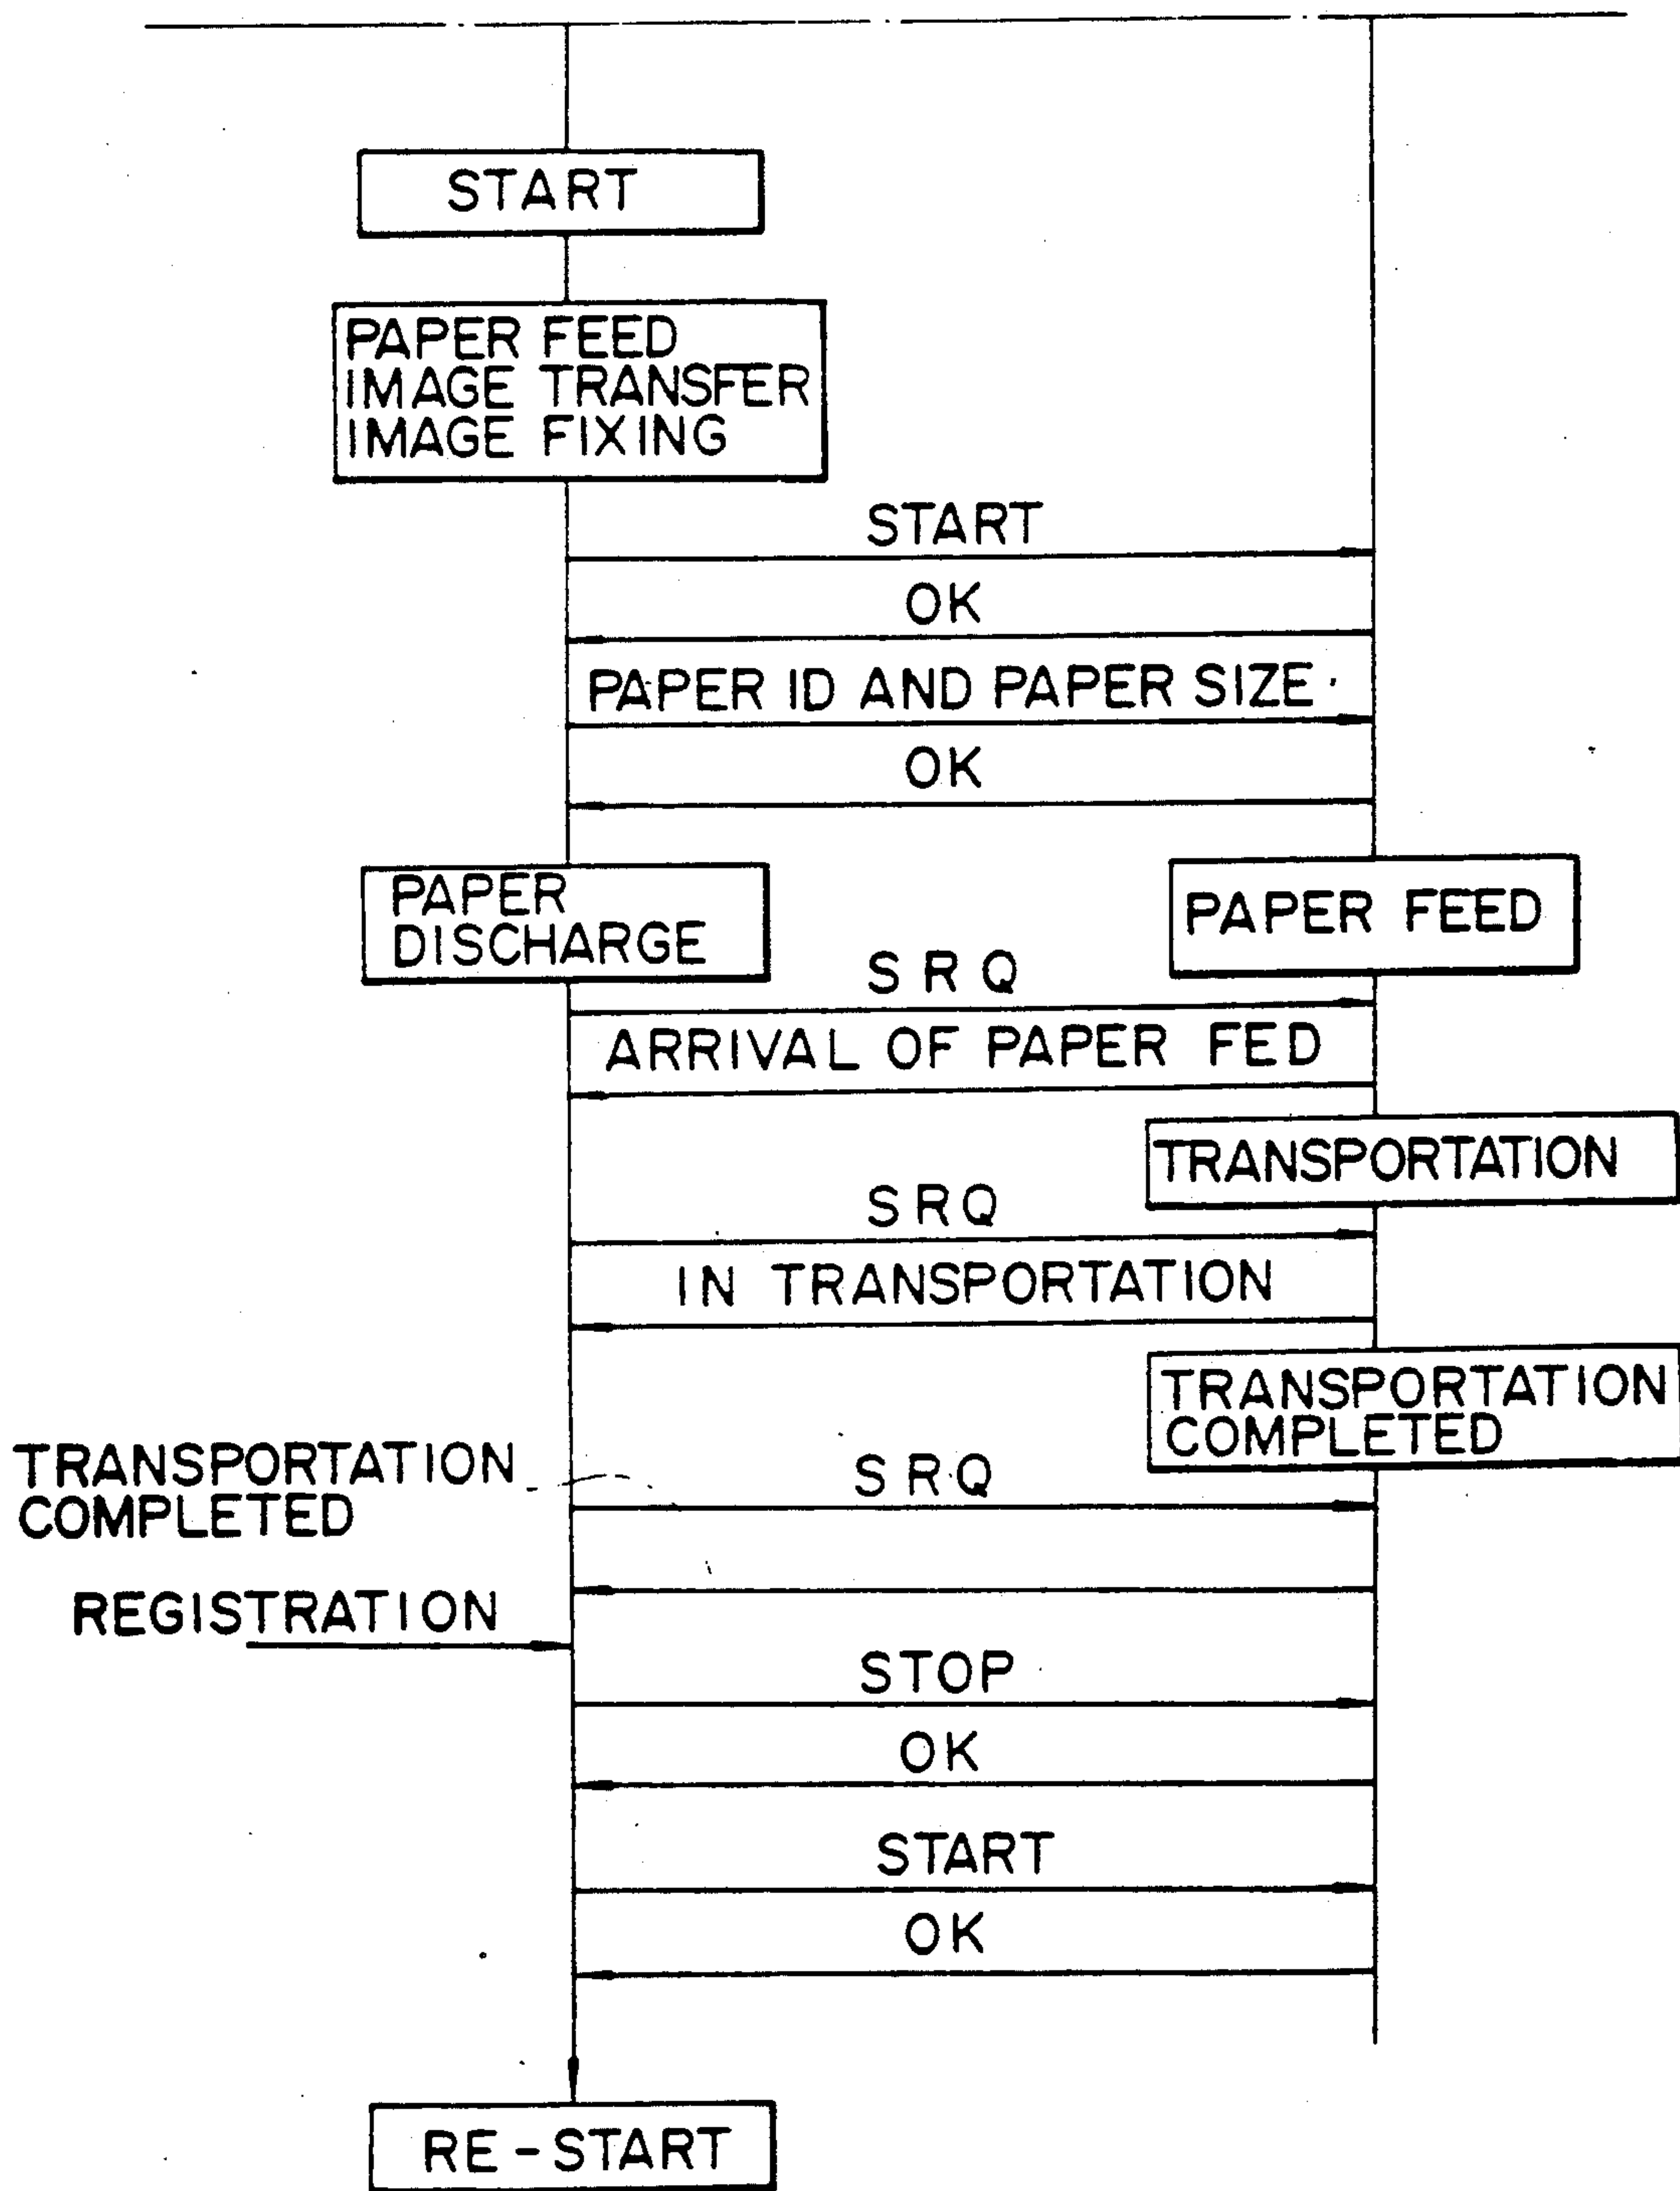 START
PAPER FEED
IMAGE TRANSFER
IMAGE FIXING
START
OK
PAPER ID AND PAPER SIZE
OK
PAPER
DISCHARGE
PAPER FEED
SRQ
ARRIVAL OF PAPER FED
TRANSPORTATION
SRQ
IN TRANSPORTATION
TRANSPORTATION
COMPLETED
TRANSPORTATION
COMPLETED
SRQ
REGISTRATION
STOP
OK
START
OK
RE-START